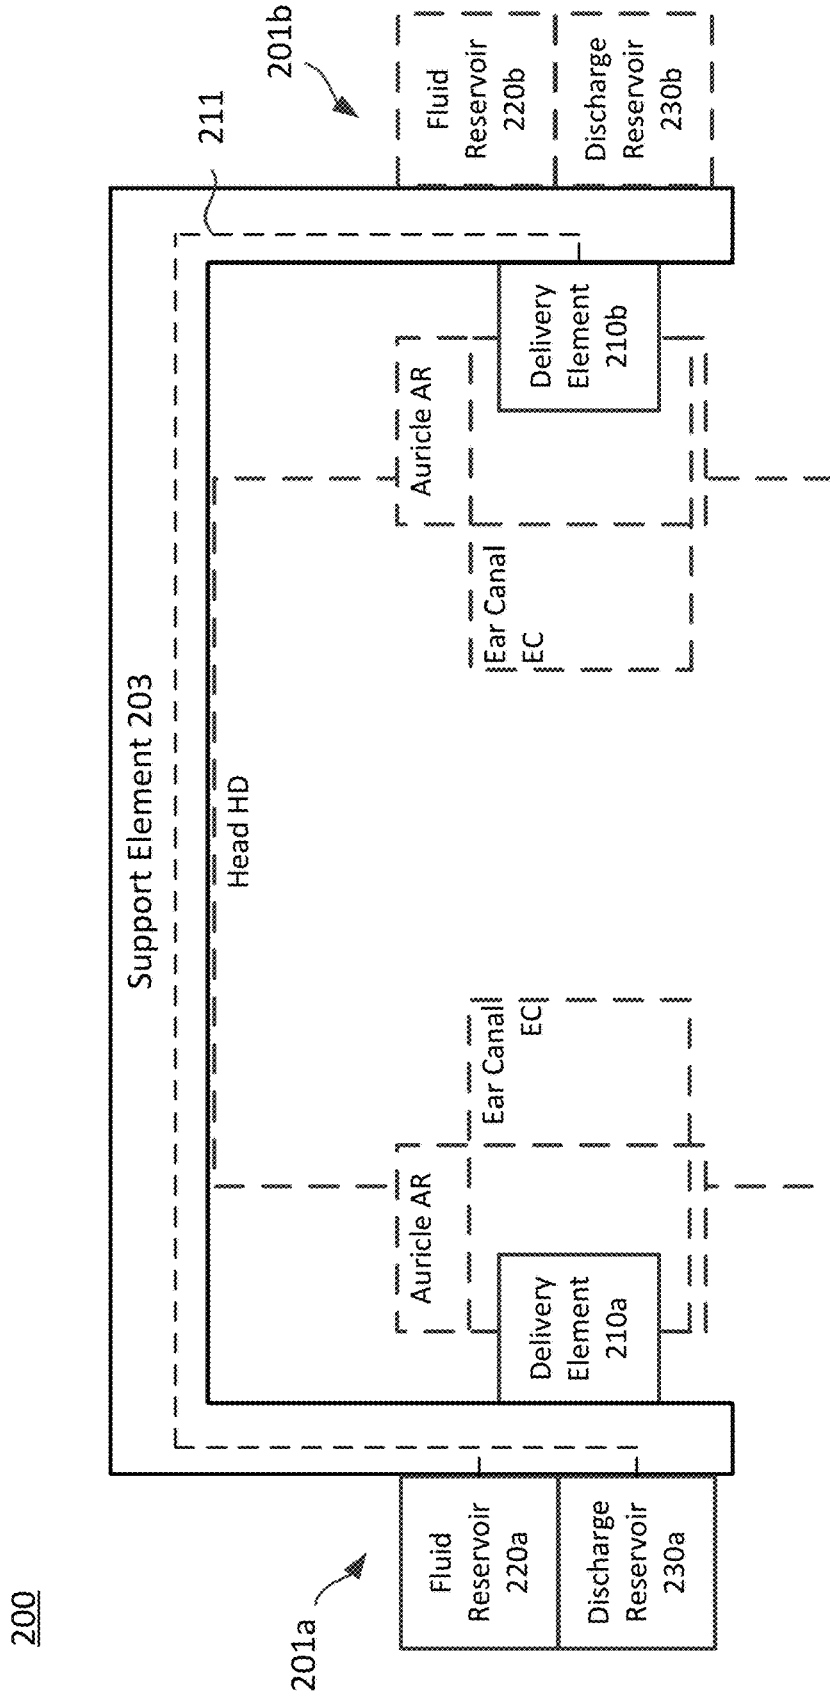 200
Support Element 203
211
Head HD
201a
201b
Fluid
Reservoir
220a
Discharge
Reservoir
230a
Delivery
Element
210a
Auricle AR
Ear Canal
EC
Auricle AR
Ear Canal
EC
Delivery
Element
210b
Fluid
Reservoir
220b
Discharge
Reservoir
230b